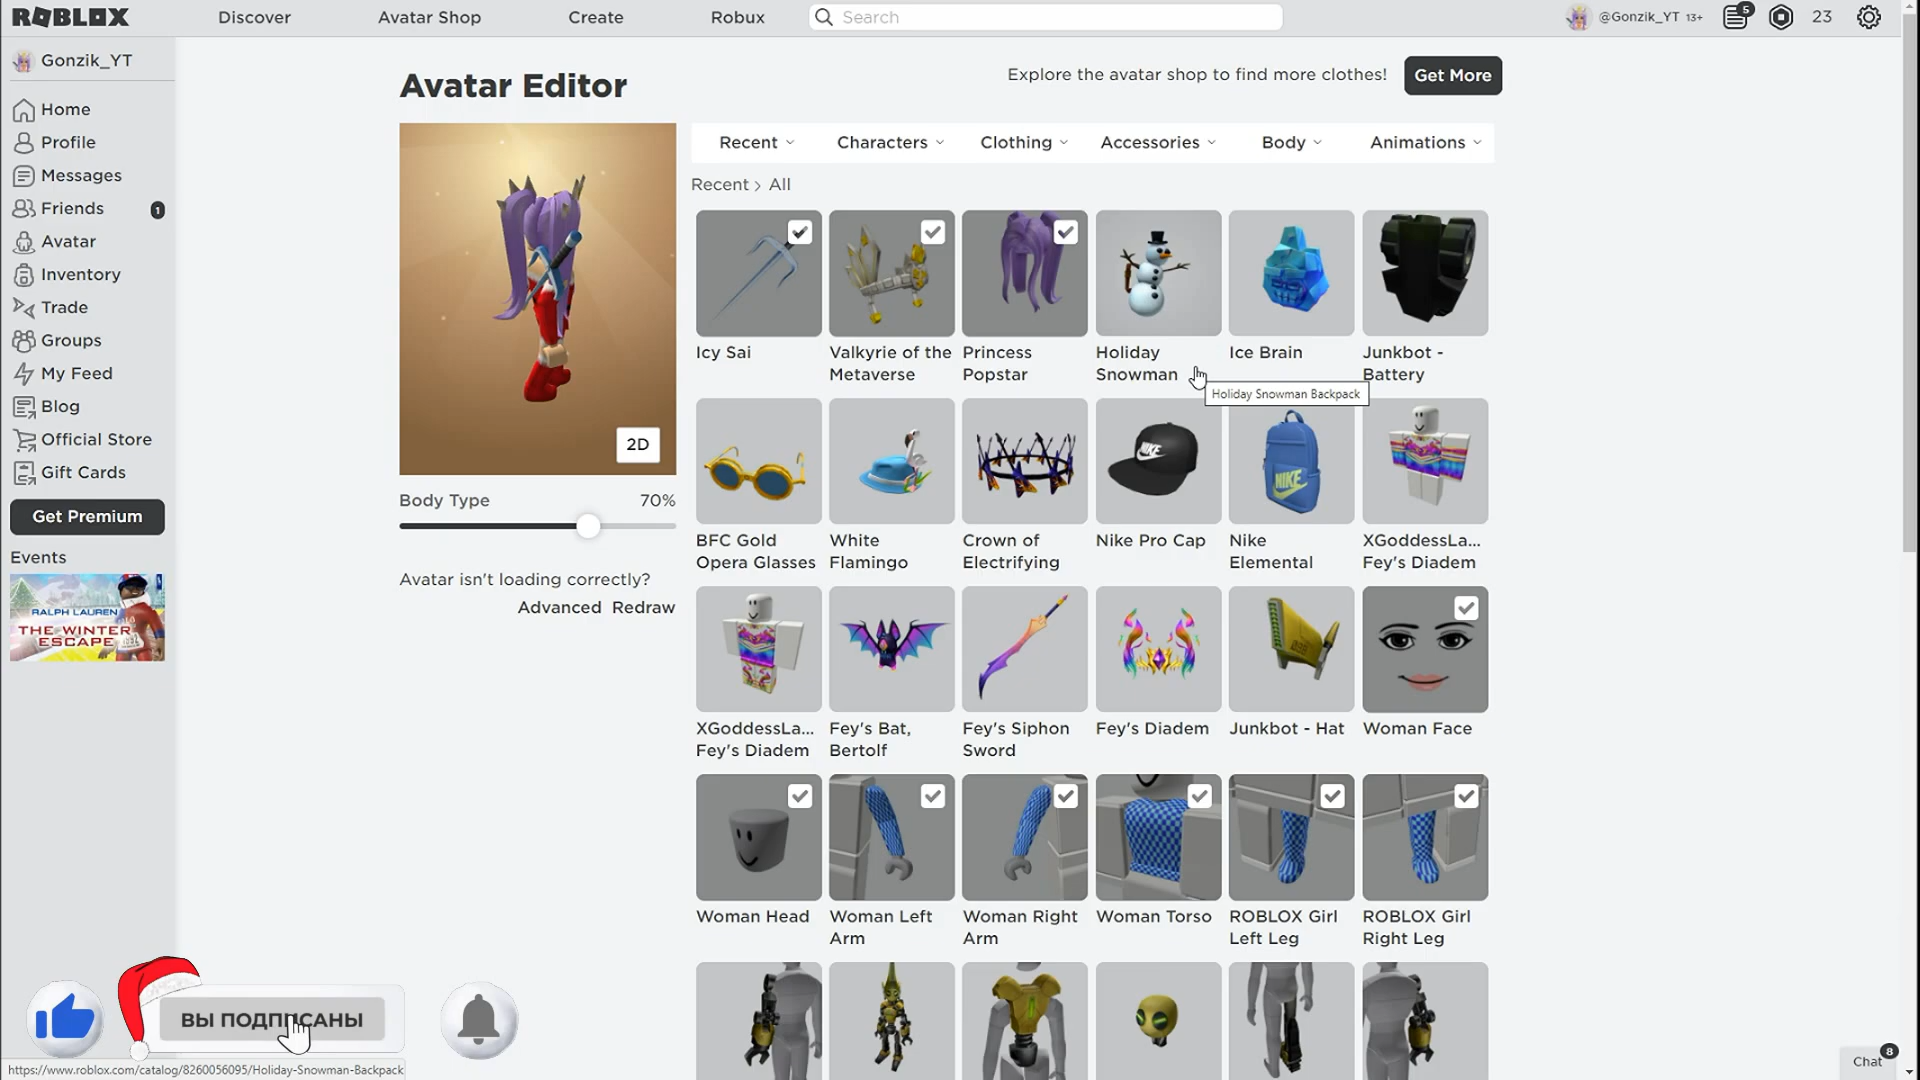 ROBLOX
Discover
Avatar Shop
Create
Robux
Search
@Gonzik_YT 13+
5
23
Gonzik_YT
Home
Profile
Messages
Friends
1
Avatar
Inventory
Trade
Groups
My Feed
Blog
Official Store
Gift Cards
Get Premium
Events
RALPH LAUREN
THE WINTER
ESCAPE
Avatar Editor
Explore the avatar shop to find more clothes!
Get More
2D
Body Type 70%
Avatar isn't loading correctly?
Advanced Redraw
Recent
Characters
Clothing
Accessories
Body
Animations
Recent > All
Icy Sai
Valkyrie of the
Metaverse
Princess
Popstar
Holiday
Snowman
Ice Brain
Junkbot -
Battery
Holiday Snowman Backpack
NIKE
NIKE
BFC Gold
Opera Glasses
White
Flamingo
Crown of
Electrifying
Nike Pro Cap
Nike
Elemental
XGoddessLa...
Fey's Diadem
XGoddessLa...
Fey's Diadem
Fey's Bat,
Bertolf
Fey's Siphon
Sword
Fey's Diadem
Junkbot - Hat
Woman Face
Woman Head
Woman Left
Arm
Woman Right
Arm
Woman Torso
ROBLOX Girl
Left Leg
ROBLOX Girl
Right Leg
ВЫ ПОДПИСАНЫ
https://www.roblox.com/catalog/8260056095/Holiday-Snowman-Backpack
Chat
8